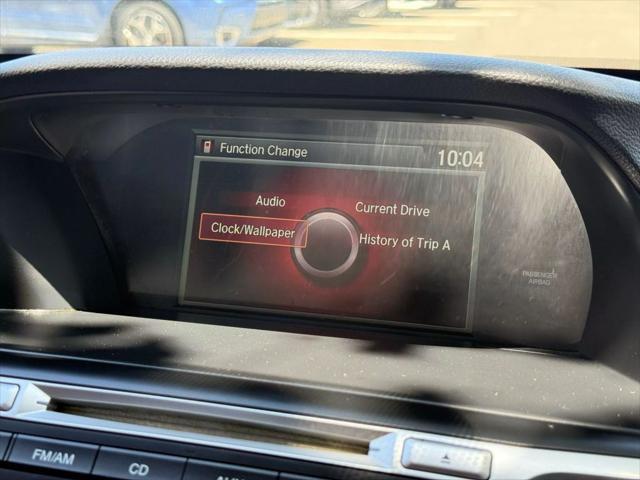 Function Change
10:04
Audio
Current Drive
Clock/Wallpaper
History of Trip A
PASSENGER
AIRBAG
FM/AM
CD